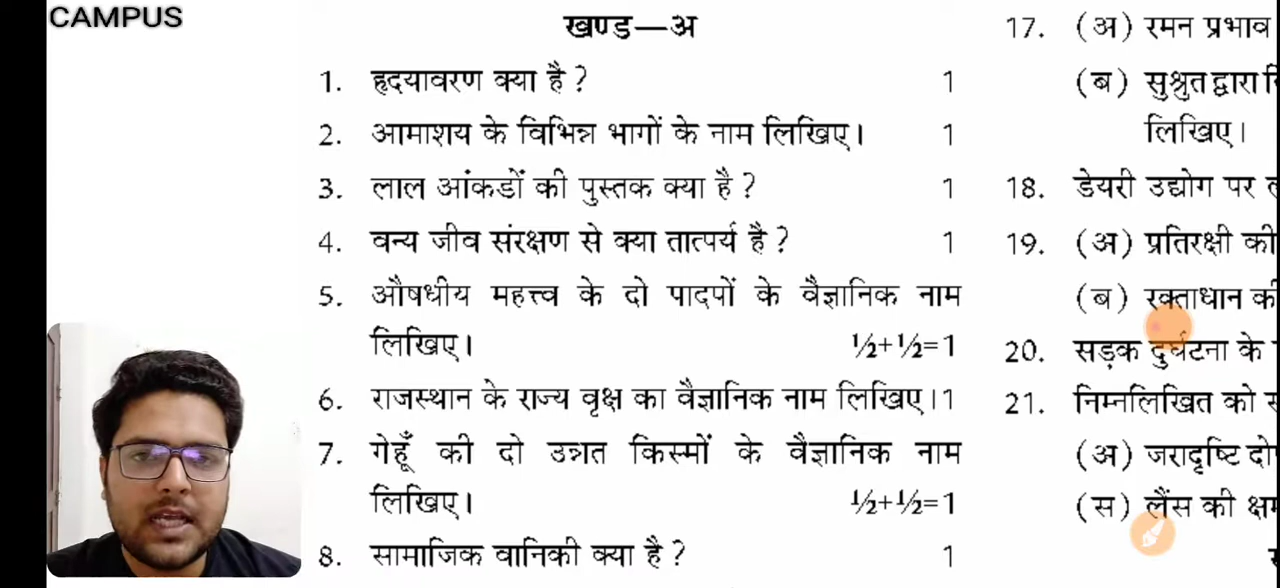 CAMPUS
खण्ड—अ
1. हृदयावरण क्या है ? 1
2. आमाशय के विभिन्न भागों के नाम लिखिए। 1
3. लाल आंकडों की पुस्तक क्या है ? 1
4. वन्य जीव संरक्षण से क्या तात्पर्य है ? 1
5. औषधीय महत्त्व के दो पादपों के वैज्ञानिक नाम
लिखिए। ½+½=1
6. राजस्थान के राज्य वृक्ष का वैज्ञानिक नाम लिखिए। 1
7. गेहूँ की दो उन्नत किस्मों के वैज्ञानिक नाम
लिखिए। ½+½=1
8. सामाजिक वानिकी क्या है ? 1
17. (अ) रमन प्रभाव
(ब) सुश्रुत द्वारा
लिखिए।
18. डेयरी उद्योग पर
19. (अ) प्रतिरक्षी की
(ब) रक्ताधान की
20. सड़क दुर्घटना के
21. निम्नलिखित को
(अ) जरादृष्टि
(स) लैंस की